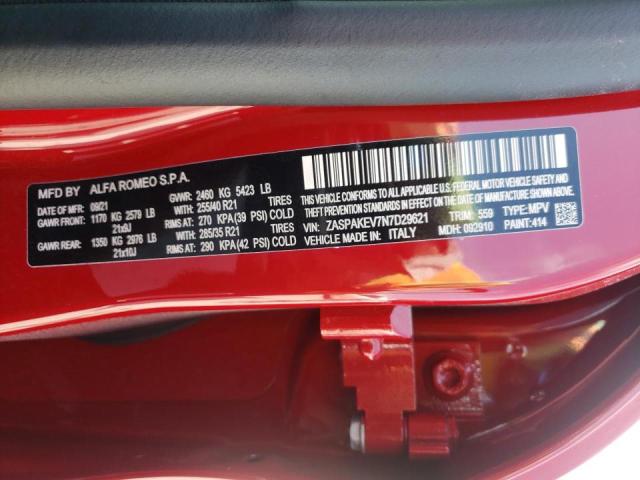 MFD BY ALFA ROMEO S.P.A.
DATE OF MFR: 09/21 GVWR: 2460 KG 5423 LB
GAWR FRONT: 1170 KG 2579 LB WITH: 255/40 R21 TIRES
21x9J RIMS AT: 270 KPA (39 PSI) COLD
GAWR REAR: 1350 KG 2976 LB WITH: 285/35 R21 TIRES
21x10J RIMS AT: 290 KPA (42 PSI) COLD
THIS VEHICLE CONFORMS TO ALL APPLICABLE U.S.A. FEDERAL MOTOR VEHICLE
SAFETY, BUMPER, AND THEFT PREVENTION STANDARDS IN EFFECT ON THE DATE OF MANUFACTURE SHOWN ABOVE.
VIN: ZASPAKEV7N7D29621 TRIM: 559 TYPE: MPV
VEHICLE MADE IN: ITALY MDH: 092910 PAINT: 414